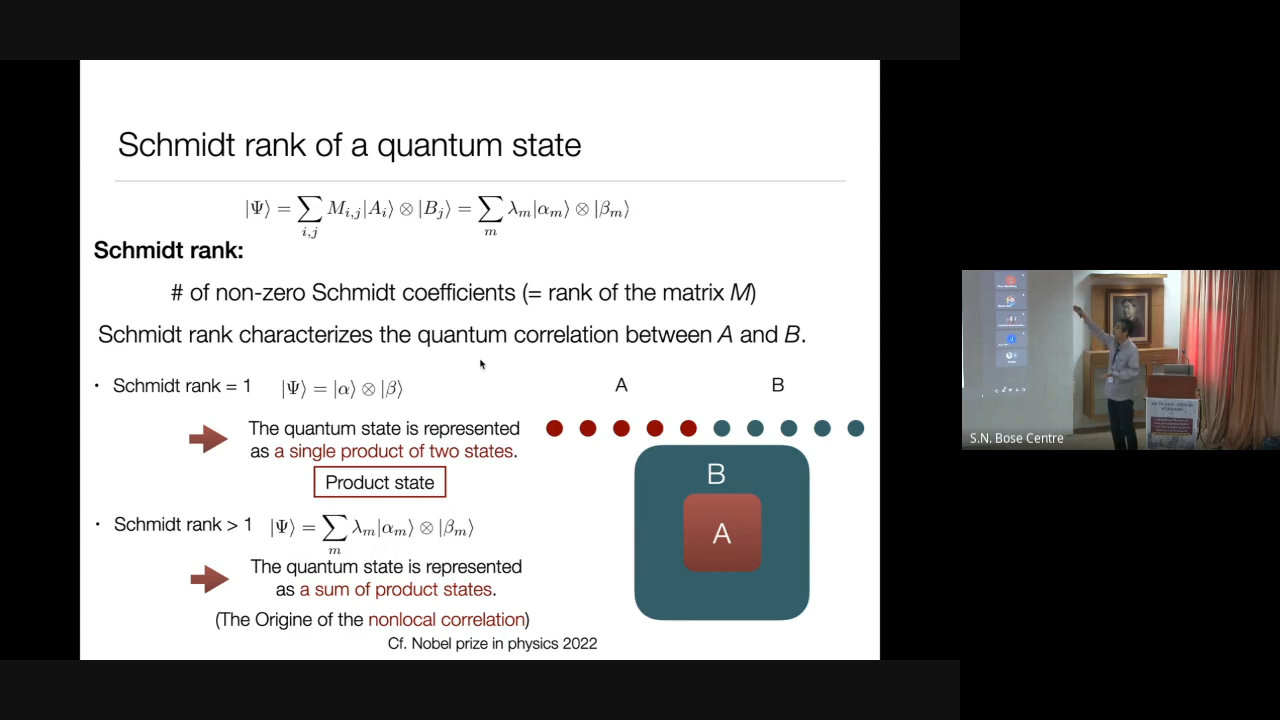 Schmidt rank of a quantum state
|Ψ⟩ = ∑_{i,j} M_{i,j}|A_i⟩ ⊗ |B_j⟩ = ∑_m λ_m|α_m⟩ ⊗ |β_m⟩
Schmidt rank:
# of non-zero Schmidt coefficients (= rank of the matrix M)
Schmidt rank characterizes the quantum correlation between A and B.
• Schmidt rank = 1 |Ψ⟩ = |α⟩ ⊗ |β⟩
The quantum state is represented
as a single product of two states.
Product state
• Schmidt rank > 1 |Ψ⟩ = ∑_m λ_m|α_m⟩ ⊗ |β_m⟩
The quantum state is represented
as a sum of product states.
(The Origine of the nonlocal correlation)
Cf. Nobel prize in physics 2022
A B
B
A
S.N. Bose Centre